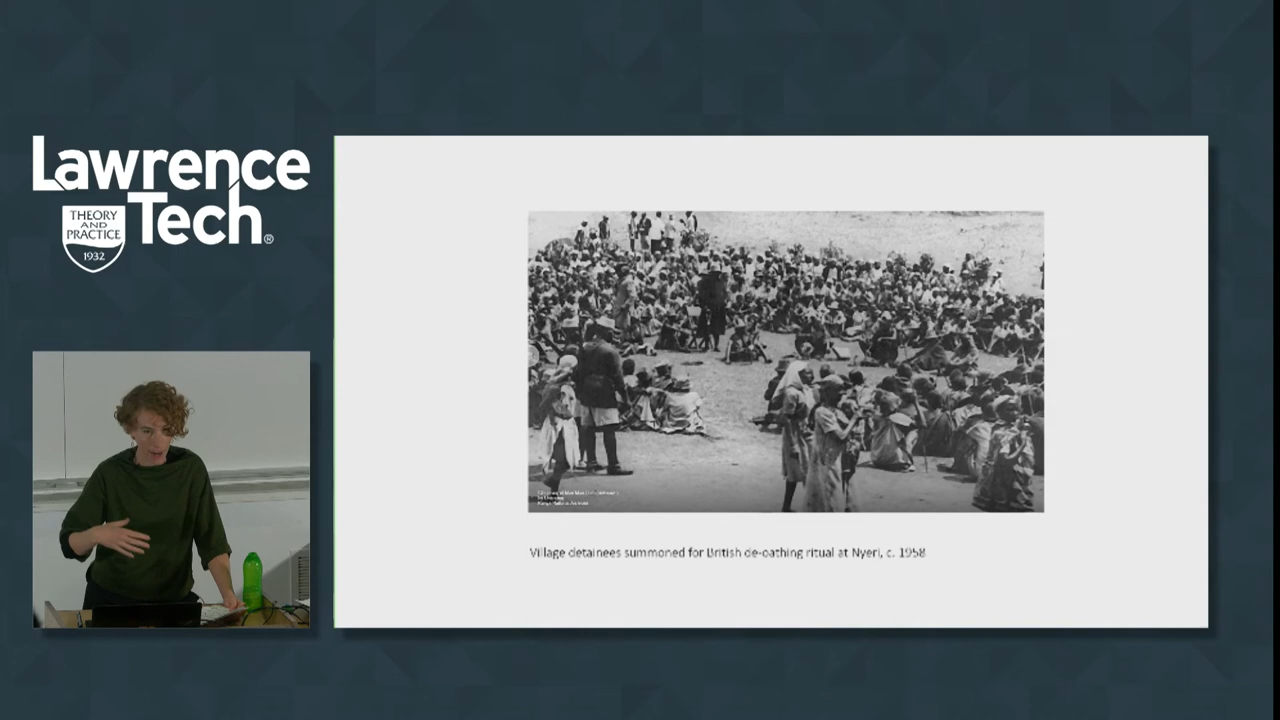 Lawrence
Tech®
THEORY
AND
PRACTICE
1932
Village detainees summoned for British de-oathing ritual at Nyeri, c. 1958